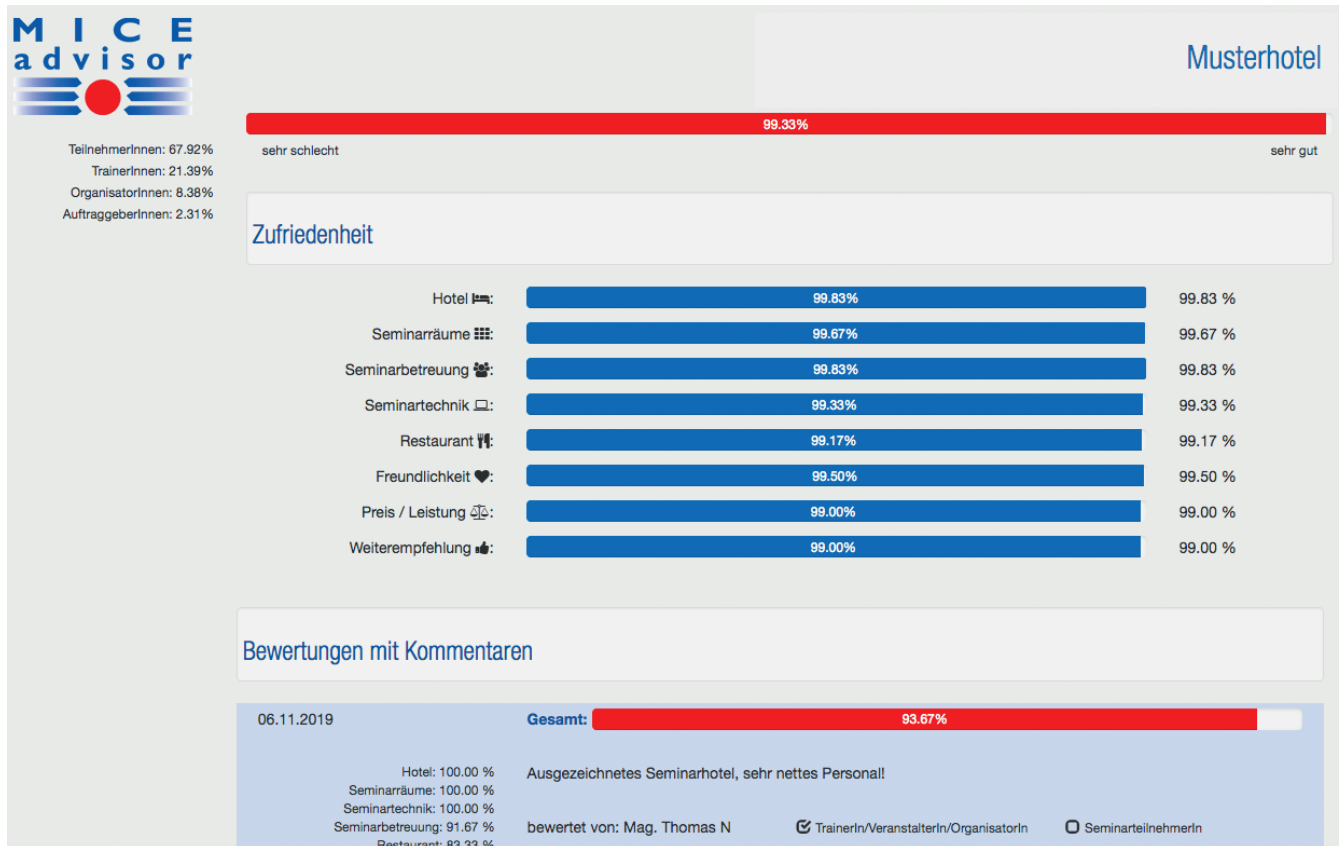 MICE
advisor
Musterhotel
99.33%
sehr schlecht
sehr gut
TeilnehmerInnen: 67.92%
TrainerInnen: 21.39%
OrganisatorInnen: 8.38%
AuftraggeberInnen: 2.31%
Zufriedenheit
Hotel : 99.83% 99.83 %
Seminarräume : 99.67% 99.67 %
Seminarbetreuung : 99.83% 99.83 %
Seminartechnik : 99.33% 99.33 %
Restaurant : 99.17% 99.17 %
Freundlichkeit : 99.50% 99.50 %
Preis / Leistung : 99.00% 99.00 %
Weiterempfehlung : 99.00% 99.00 %
Bewertungen mit Kommentaren
06.11.2019 Gesamt: 93.67%
Hotel: 100.00 %
Seminarräume: 100.00 %
Seminartechnik: 100.00 %
Seminarbetreuung: 91.67 %
Restaurant: 83.33 %
Ausgezeichnetes Seminarhotel, sehr nettes Personal!
bewertet von: Mag. Thomas N TrainerIn/VeranstalterIn/OrganisatorIn SeminarteilnehmerIn